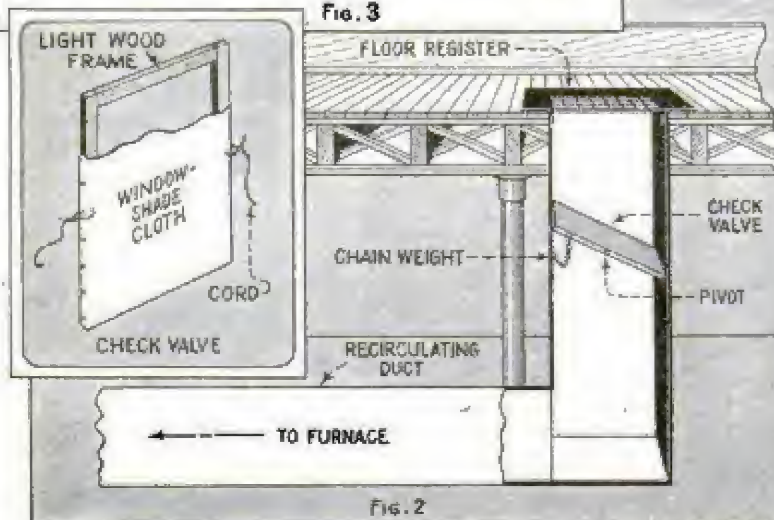 FIG. 3
LIGHT WOOD
FRAME
WINDOW-
SHADE
CLOTH
CORD
CHECK VALVE
FLOOR REGISTER
CHECK
VALVE
CHAIN WEIGHT
PIVOT
RECIRCULATING
DUCT
TO FURNACE
FIG. 2